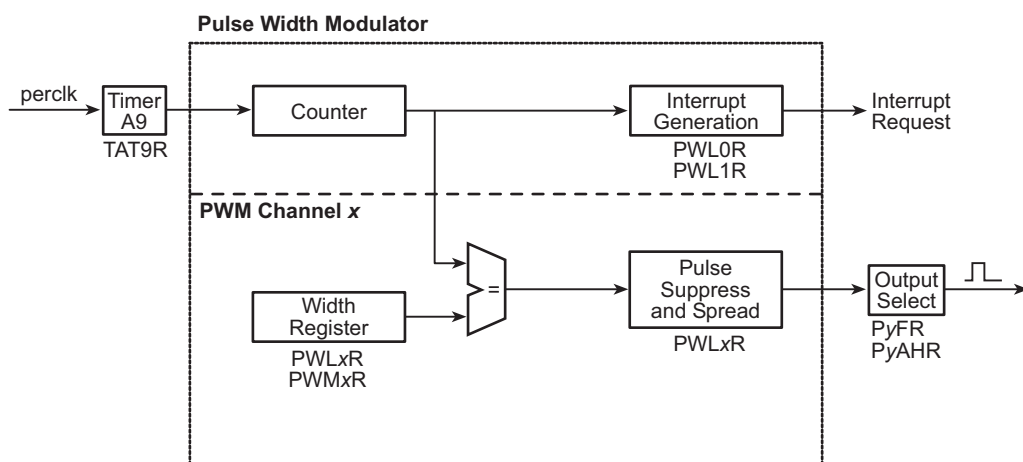 Pulse Width Modulator
perclk
Timer
A9
TAT9R
Counter
Interrupt
Generation
PWL0R
PWL1R
Interrupt
Request
PWM Channel x
Width
Register
PWLxR
PWMxR
=
Pulse
Suppress
and Spread
PWLxR
Output
Select
PyFR
PyAHR